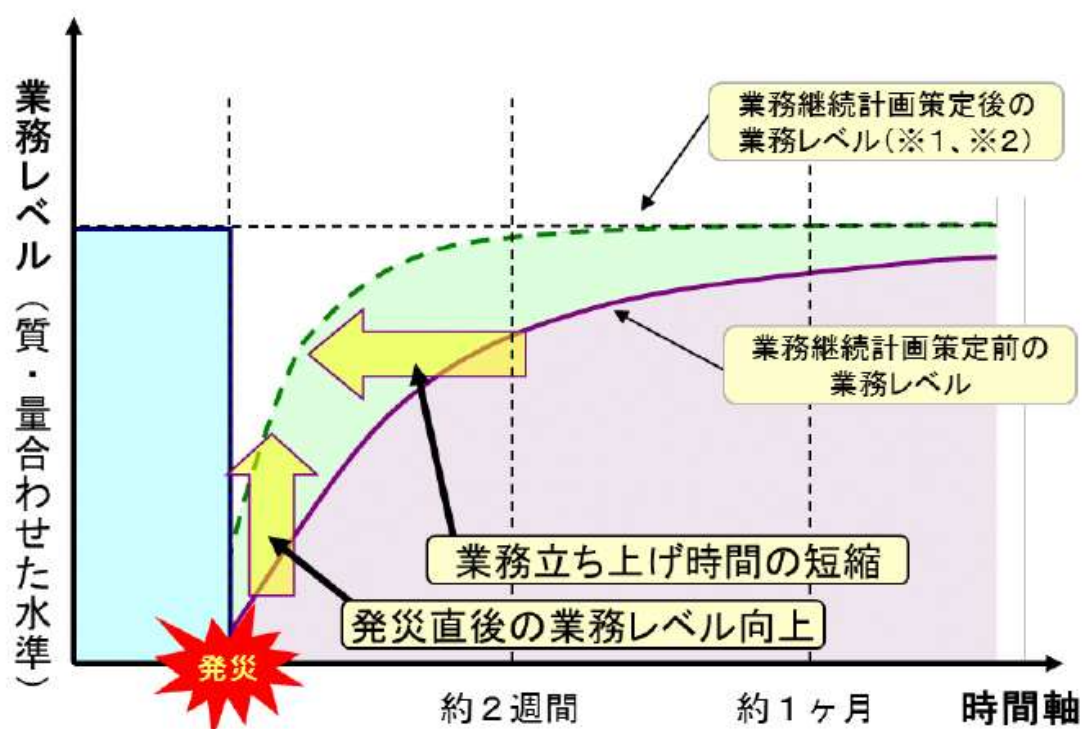 業務レベル（質・量合わせた水準）
業務継続計画策定後の
業務レベル（※１、※２）
業務継続計画策定前の
業務レベル
業務立ち上げ時間の短縮
発災直後の業務レベル向上
発災
約２週間
約１ヶ月
時間軸